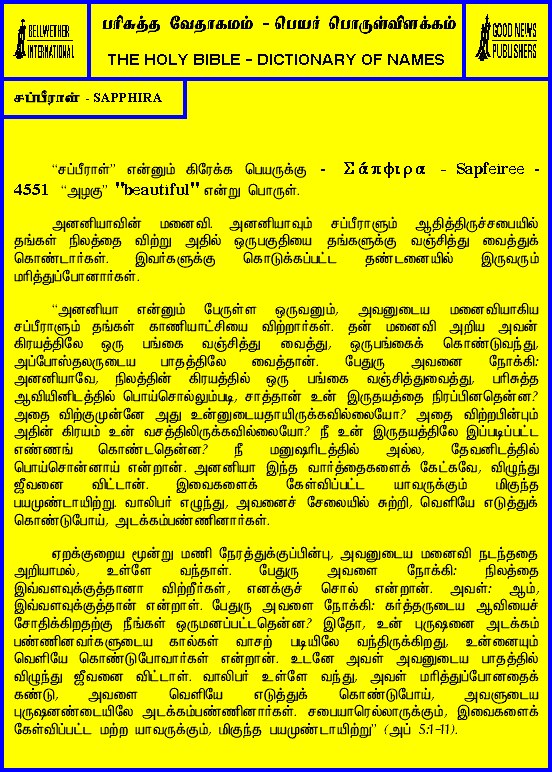 BELLWETHER
INTERNATIONAL
பரிசுத்த வேதாகமம் - பெயர் பொருள்விளக்கம்
THE HOLY BIBLE - DICTIONARY OF NAMES
GOOD NEWS
PUBLISHERS
சப்பீராள் - SAPPHIRA
“சப்பீராள்” என்னும் கிரேக்க பெயருக்கு - Σάπφιρα - Sapfeiree -
4551 “அழகு” "beautiful" என்று பொருள்.
அனனியாவின் மனைவி. அனனியாவும் சப்பீராளும் ஆதித்திருச்சபையில்
தங்கள் நிலத்தை விற்று அதில் ஒருபகுதியை தங்களுக்கு வஞ்சித்து வைத்துக்
கொண்டார்கள். இவர்களுக்கு கொடுக்கப்பட்ட தண்டனையில் இருவரும்
மரித்துப்போனார்கள்.
“அனனியா என்னும் பேருள்ள ஒருவனும், அவனுடைய மனைவியாகிய
சப்பீராளும் தங்கள் காணியாட்சியை விற்றார்கள். தன் மனைவி அறிய அவன்
கிரயத்திலே ஒரு பங்கை வஞ்சித்து வைத்து, ஒருபங்கைக் கொண்டுவந்து,
அப்போஸ்தலருடைய பாதத்திலே வைத்தான். பேதுரு அவனை நோக்கி:
அனனியாவே, நிலத்தின் கிரயத்தில் ஒரு பங்கை வஞ்சித்துவைத்து, பரிசுத்த
ஆவியினிடத்தில் பொய்சொல்லும்படி, சாத்தான் உன் இருதயத்தை நிரப்பினதென்ன?
அதை விற்குமுன்னே அது உன்னுடையதாயிருக்கவில்லையோ? அதை விற்றபின்பும்
அதின் கிரயம் உன் வசத்திலிருக்கவில்லையோ? நீ உன் இருதயத்திலே இப்படிப்பட்ட
எண்ணங் கொண்டதென்ன? நீ மனுஷரிடத்தில் அல்ல, தேவனிடத்தில்
பொய்சொன்னாய் என்றான். அனனியா இந்த வார்த்தைகளைக் கேட்கவே, விழுந்து
ஜீவனை விட்டான். இவைகளைக் கேள்விப்பட்ட யாவருக்கும் மிகுந்த
பயமுண்டாயிற்று. வாலிபர் எழுந்து, அவனைச் சேலையில் சுற்றி, வெளியே எடுத்துக்
கொண்டுபோய், அடக்கம்பண்ணினார்கள்.
ஏறக்குறைய மூன்று மணி நேரத்துக்குப்பின்பு, அவனுடைய மனைவி நடந்ததை
அறியாமல், உள்ளே வந்தாள். பேதுரு அவளை நோக்கி: நிலத்தை
இவ்வளவுக்குத்தானா விற்றீர்கள், எனக்குச் சொல் என்றான். அவள்: ஆம்,
இவ்வளவுக்குத்தான் என்றாள். பேதுரு அவளை நோக்கி: கர்த்தருடைய ஆவியைச்
சோதிக்கிறதற்கு நீங்கள் ஒருமனப்பட்டதென்ன? இதோ, உன் புருஷனை அடக்கம்
பண்ணினவர்களுடைய கால்கள் வாசற் படியிலே வந்திருக்கிறது, உன்னையும்
வெளியே கொண்டுபோவார்கள் என்றான். உடனே அவள் அவனுடைய பாதத்தில்
விழுந்து ஜீவனை விட்டாள். வாலிபர் உள்ளே வந்து, அவள் மரித்துப்போனதைக்
கண்டு, அவளை வெளியே எடுத்துக் கொண்டுபோய், அவளுடைய
புருஷனண்டையிலே அடக்கம்பண்ணினார்கள். சபையாரெல்லாருக்கும், இவைகளைக்
கேள்விப்பட்ட மற்ற யாவருக்கும், மிகுந்த பயமுண்டாயிற்று” (அப் 5:1-11).